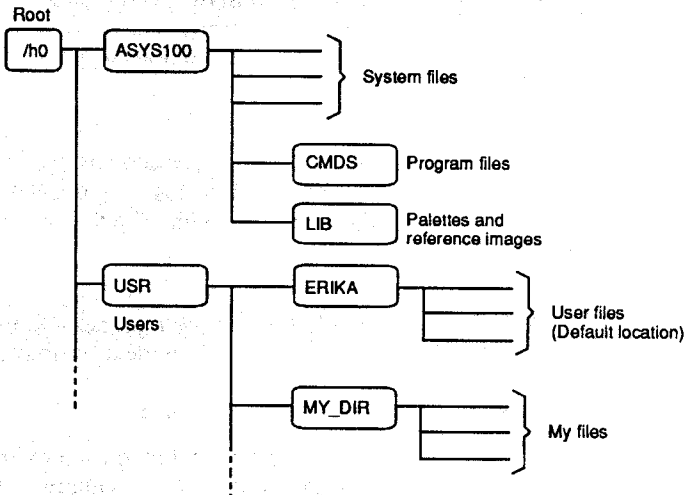 Root
/h0
ASYS100
System files
CMDS
Program files
LIB
Palettes and
reference images
USR
Users
ERIKA
User files
(Default location)
MY_DIR
My files